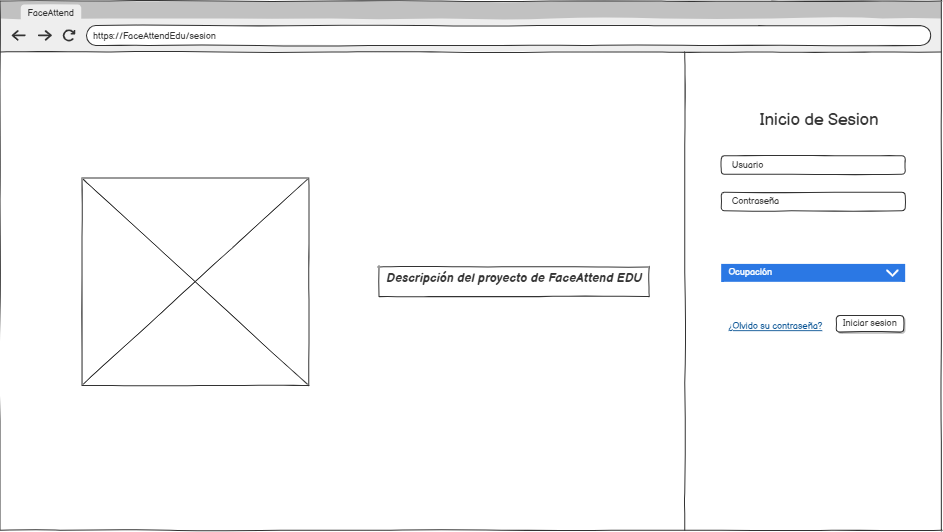 FaceAttend
https://FaceAttendEdu/sesion
Inicio de Sesion
Usuario
Contraseña
Descripción del proyecto de FaceAttend EDU
Ocupación
¿Olvido su contraseña?
Iniciar sesion